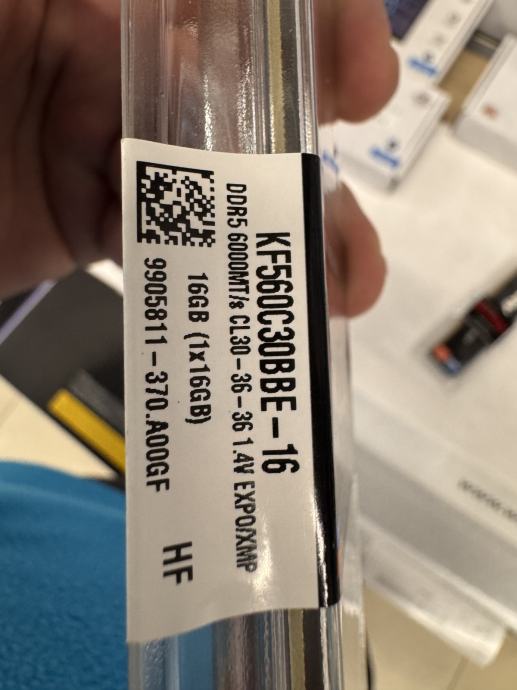 KF560C30BBE-16
DDR5 6000MT/s CL30-36-36 1.4V EXPO/XMP
16GB (1x16GB)
9905811-370.A00GF
HF